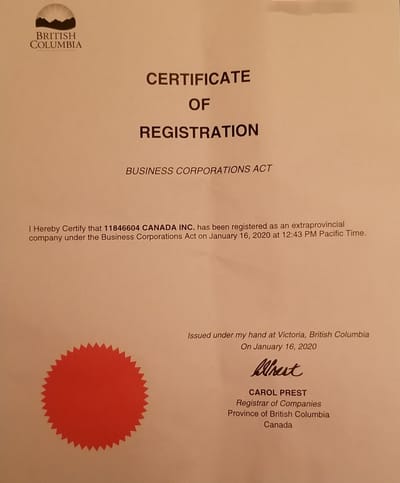 BRITISH
COLUMBIA
CERTIFICATE
OF
REGISTRATION
BUSINESS CORPORATIONS ACT
I Hereby Certify that 11846604 CANADA INC. has been registered as an extraprovincial
company under the Business Corporations Act on January 16, 2020 at 12:43 PM Pacific Time.
Issued under my hand at Victoria, British Columbia
On January 16, 2020
CAROL PREST
Registrar of Companies
Province of British Columbia
Canada